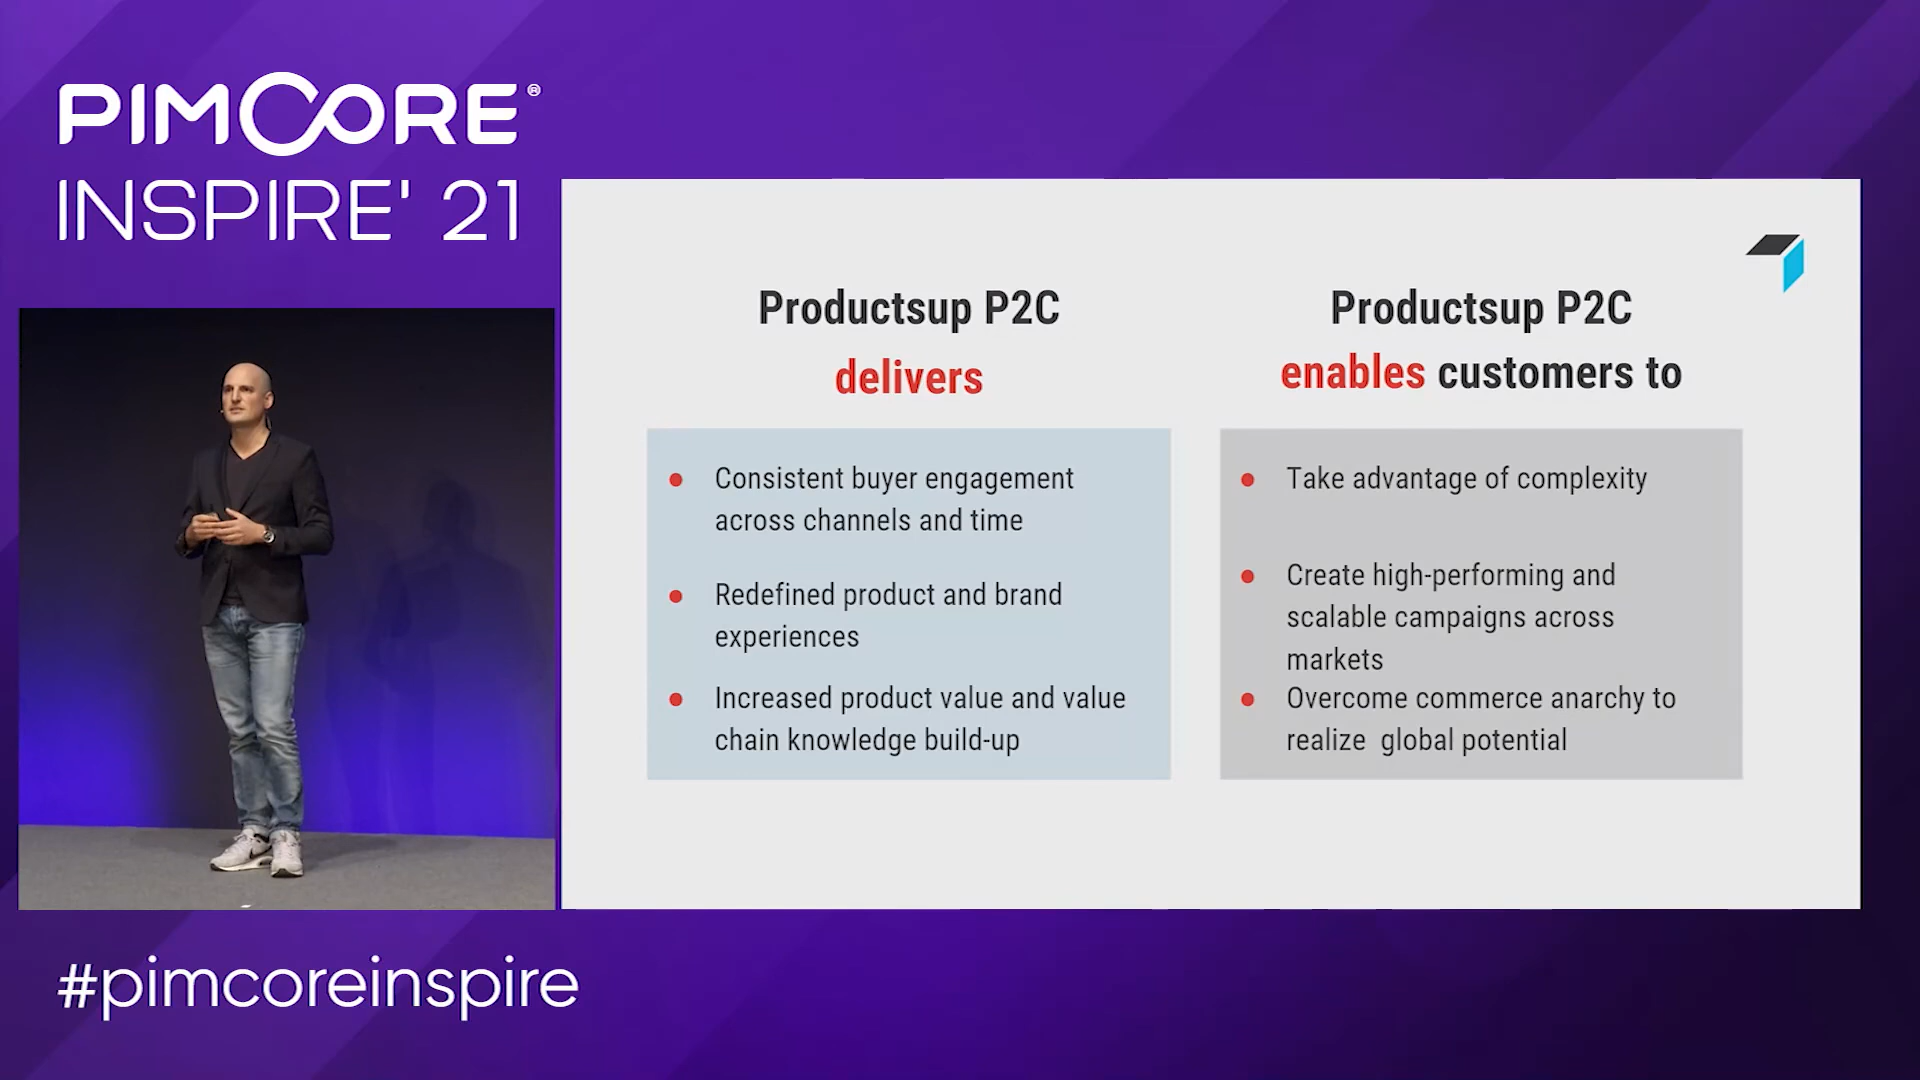 PIMCORE®
INSPIRE' 21
Productsup P2C
delivers
Consistent buyer engagement
across channels and time
Redefined product and brand
experiences
Increased product value and value
chain knowledge build-up
Productsup P2C
enables customers to
Take advantage of complexity
Create high-performing and
scalable campaigns across
markets
Overcome commerce anarchy to
realize  global potential
#pimcoreinspire